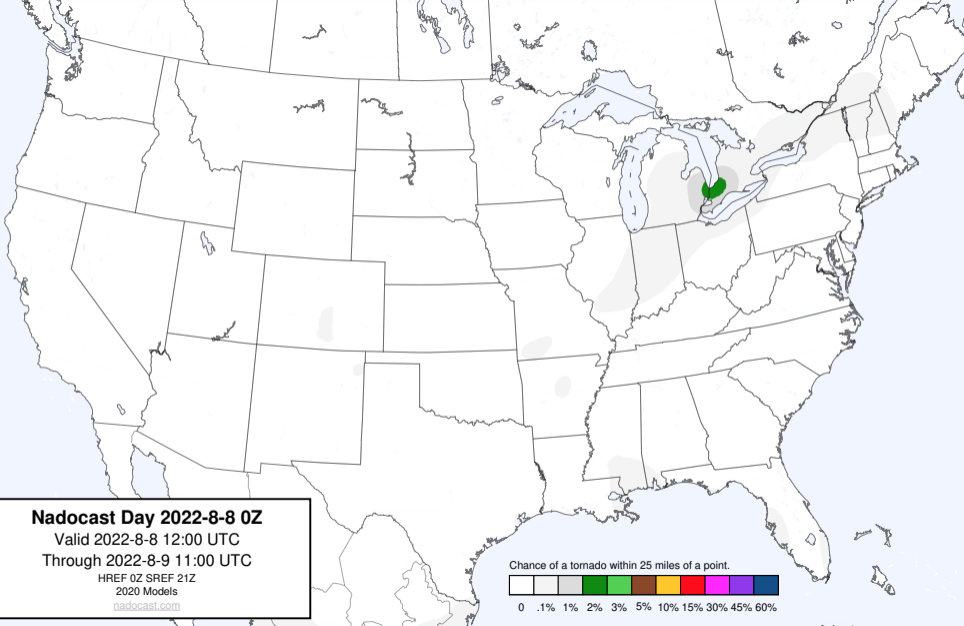 Nadocast Day 2022-8-8 0Z
Valid 2022-8-8 12:00 UTC
Through 2022-8-9 11:00 UTC
HREF 0Z SREF 21Z
2020 Models
nadocast.com
Chance of a tornado within 25 miles of a point.
0 .1% 1% 2% 3% 5% 10% 15% 30% 45% 60%